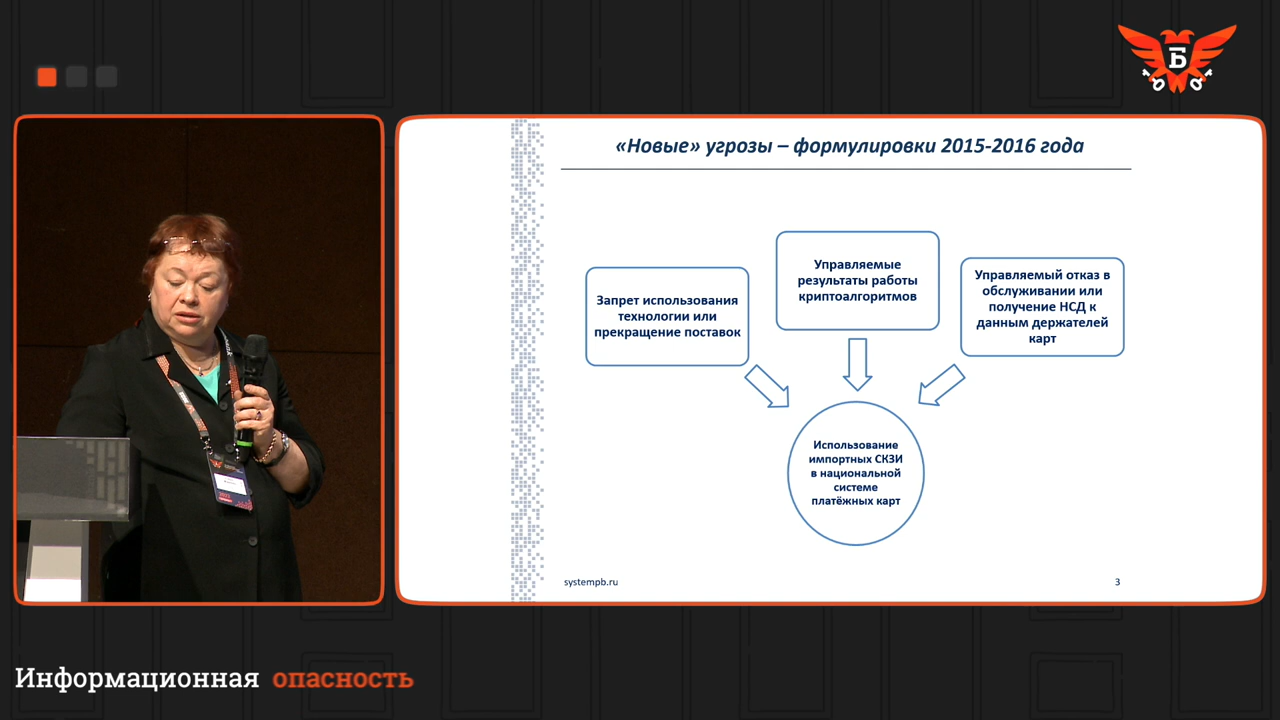 Б
«Новые» угрозы – формулировки 2015-2016 года
Запрет использования
технологии или
прекращение поставок
Управляемые
результаты работы
криптоалгоритмов
Управляемый отказ в
обслуживании или
получение НСД к
данным держателей
карт
Использование
импортных СКЗИ
в национальной
системе
платёжных карт
systempb.ru
3
Информационная опасность